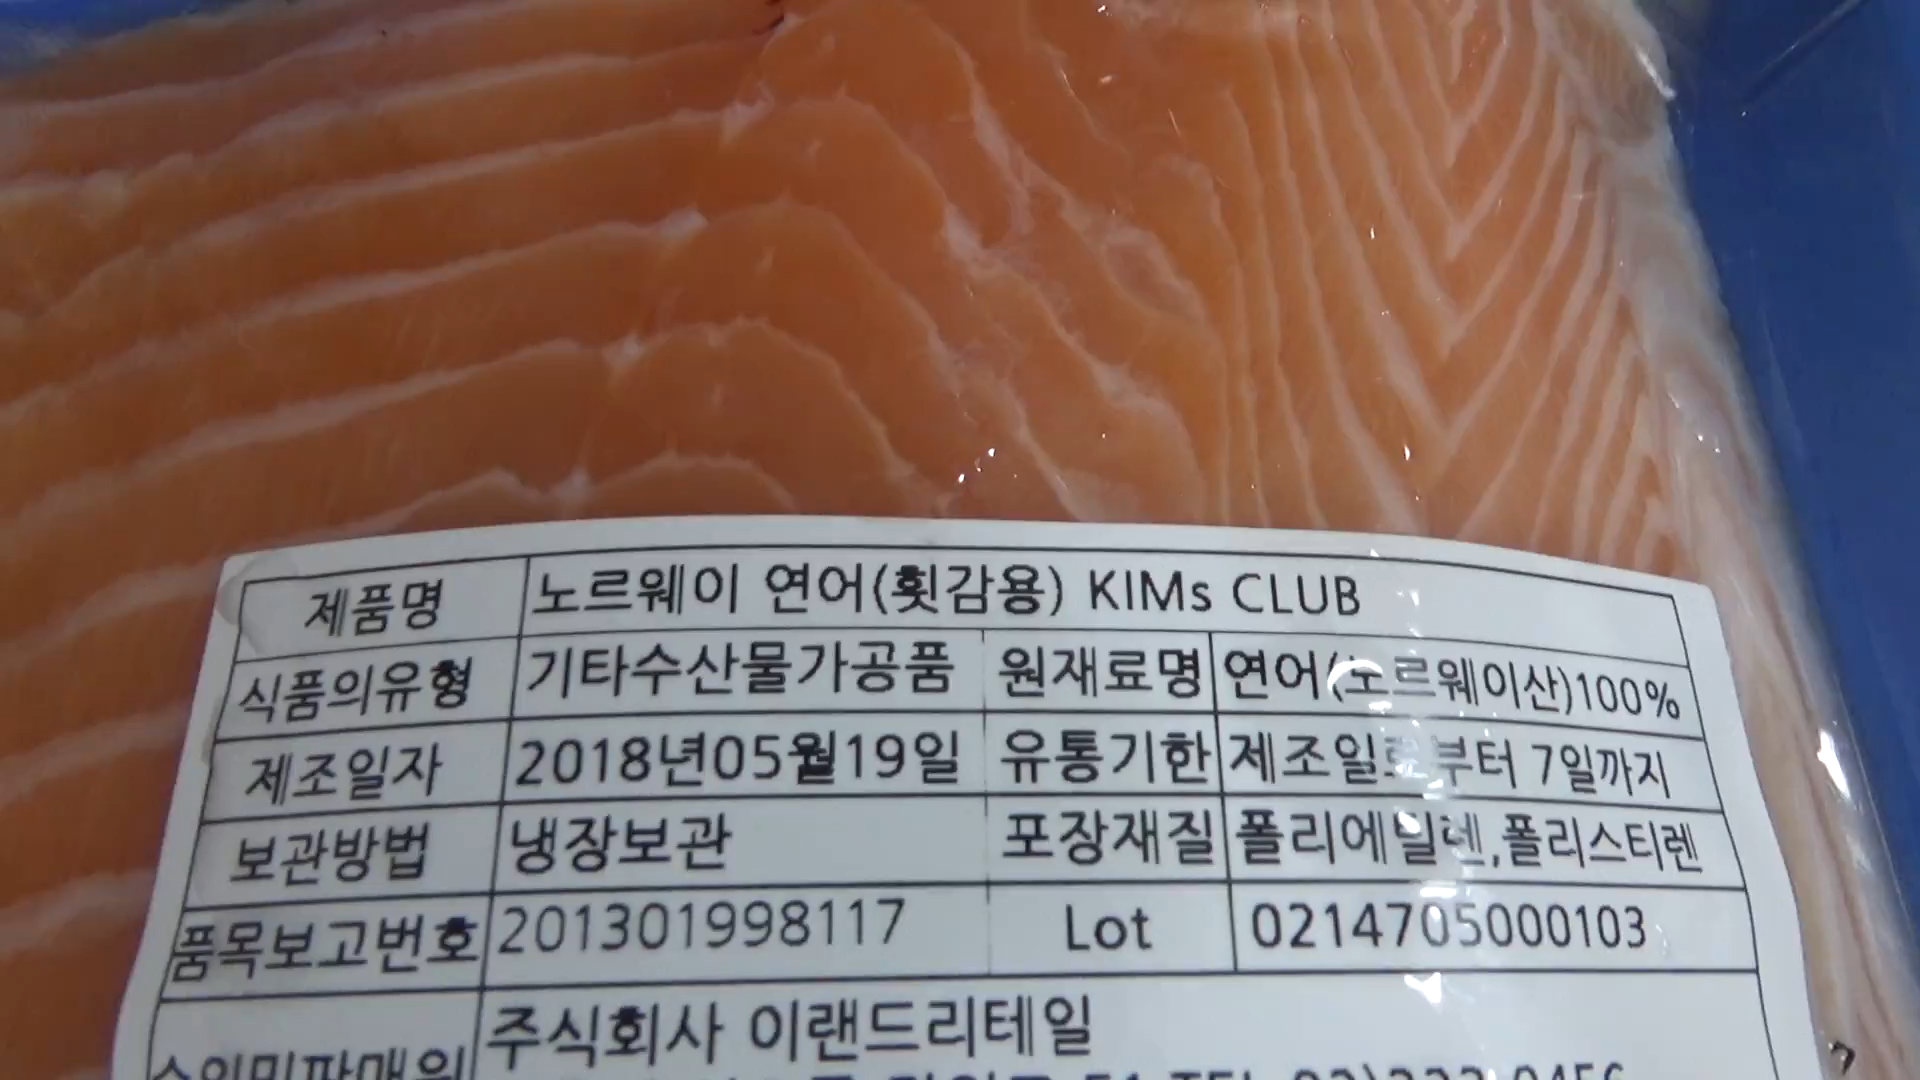 제품명 노르웨이 연어(횟감용) KIMs CLUB
식품의유형 기타수산물가공품 원재료명 연어(노르웨이산)100%
제조일자 2018년05월19일 유통기한 제조일로부터 7일까지
보관방법 냉장보관 포장재질 폴리에틸렌,폴리스티렌
품목보고번호 201301998117 Lot 0214705000103
주식회사 이랜드리테일